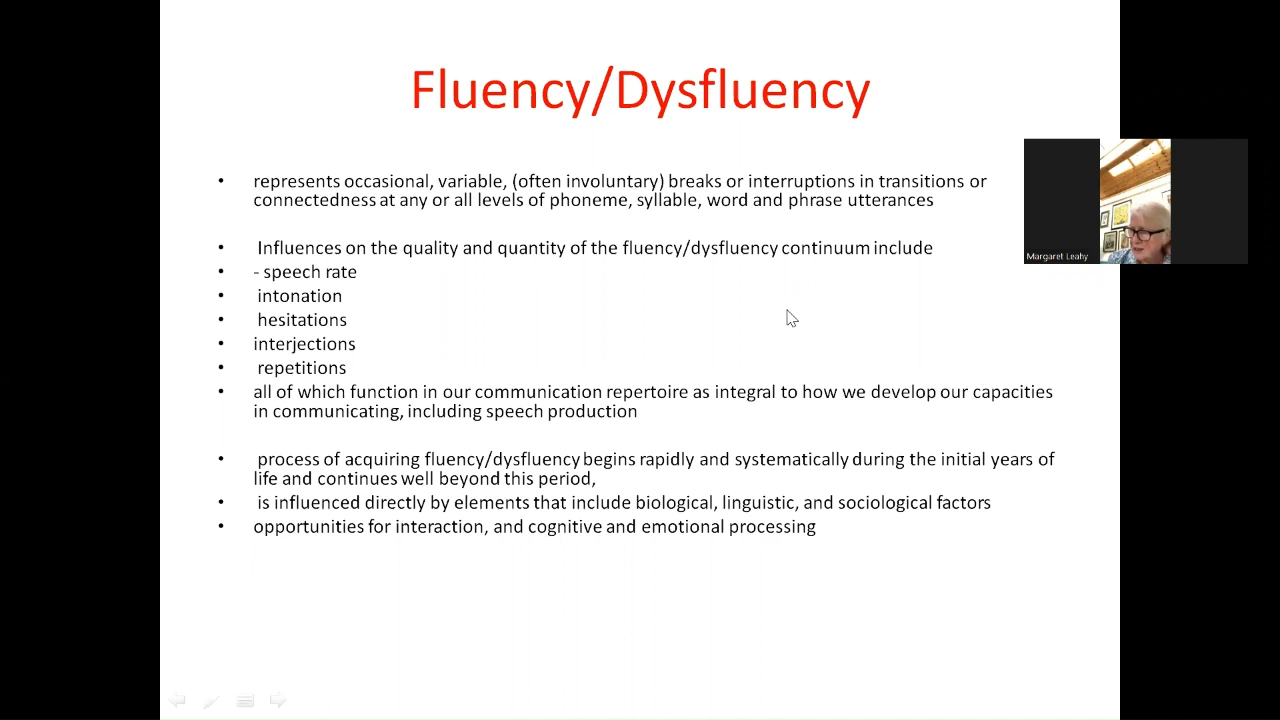 Fluency/Dysfluency
• represents occasional, variable, (often involuntary) breaks or interruptions in transitions or
connectedness at any or all levels of phoneme, syllable, word and phrase utterances
• Influences on the quality and quantity of the fluency/dysfluency continuum include
• - speech rate
• intonation
• hesitations
• interjections
• repetitions
• all of which function in our communication repertoire as integral to how we develop our capacities
in communicating, including speech production
• process of acquiring fluency/dysfluency begins rapidly and systematically during the initial years of
life and continues well beyond this period,
• is influenced directly by elements that include biological, linguistic, and sociological factors
• opportunities for interaction, and cognitive and emotional processing
Margaret Leahy